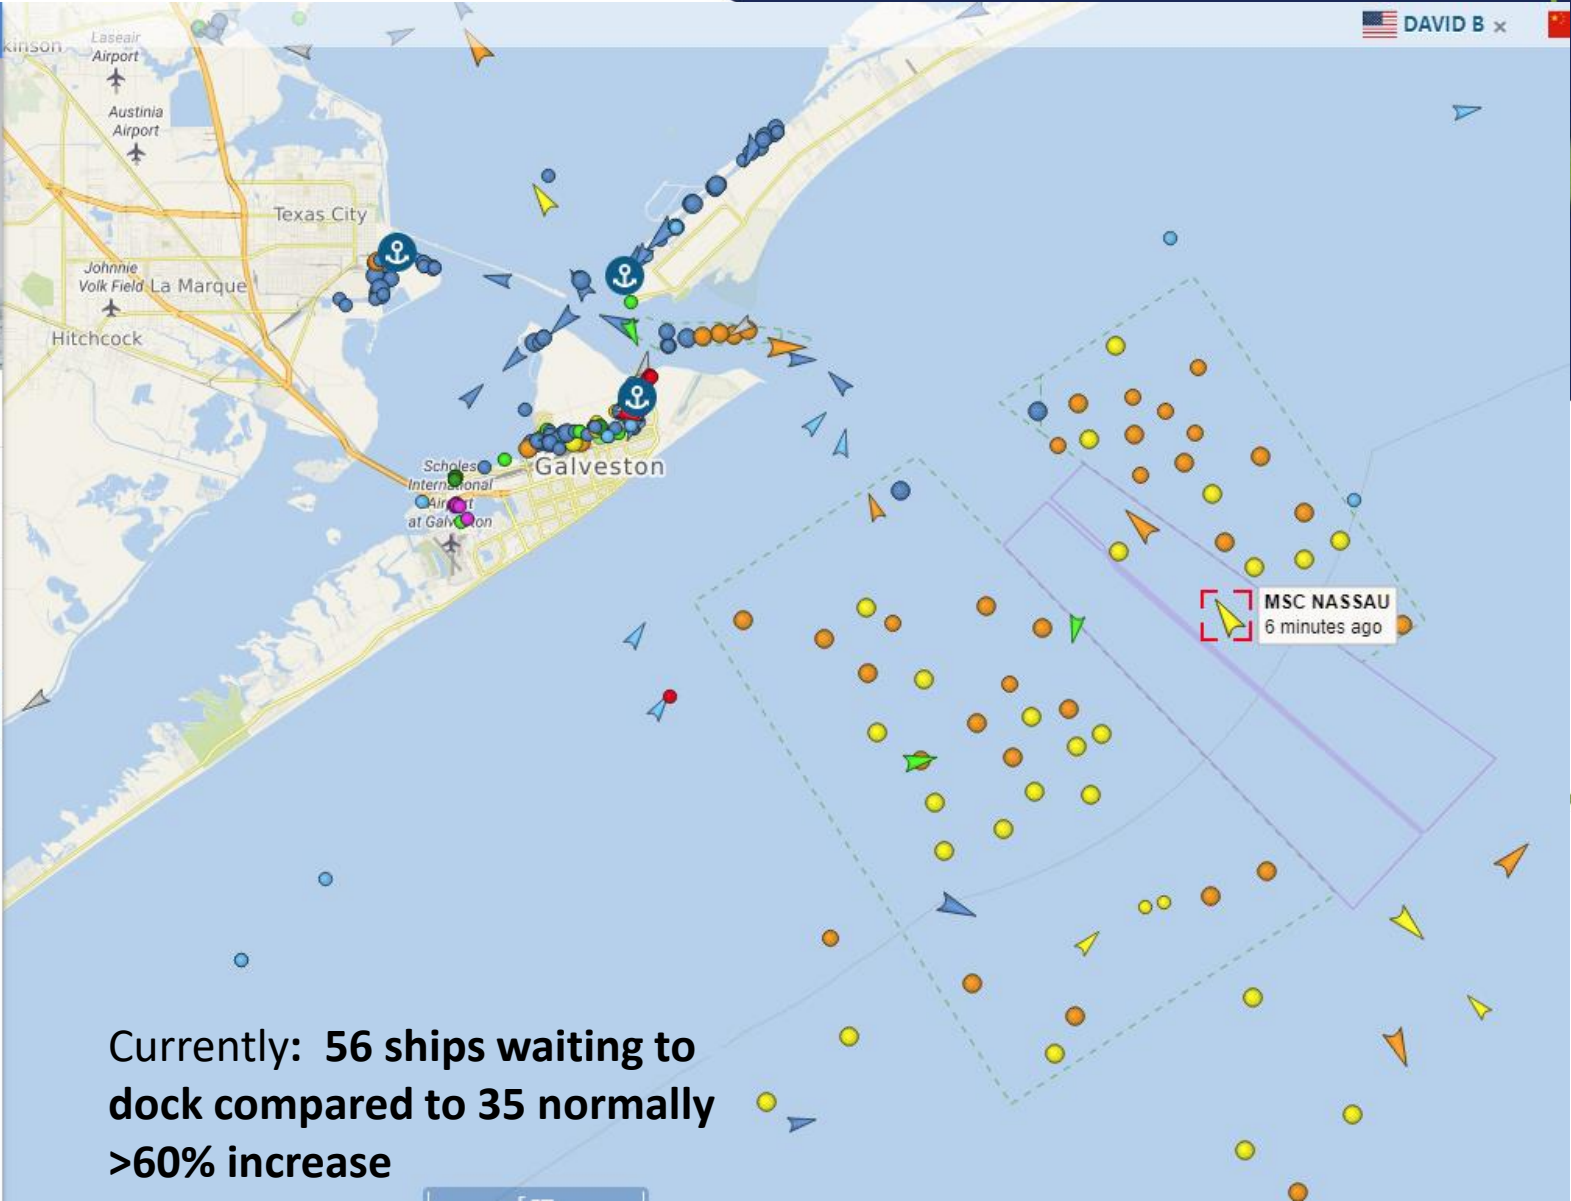 DAVID B ×
kinson
Laseair
Airport
Austinia
Airport
Texas City
Johnnie
Volk Field
La Marque
Hitchcock
Galveston
Scholes
International
Airport
at Galveston
MSC NASSAU
6 minutes ago
Currently: 56 ships waiting to
dock compared to 35 normally
>60% increase